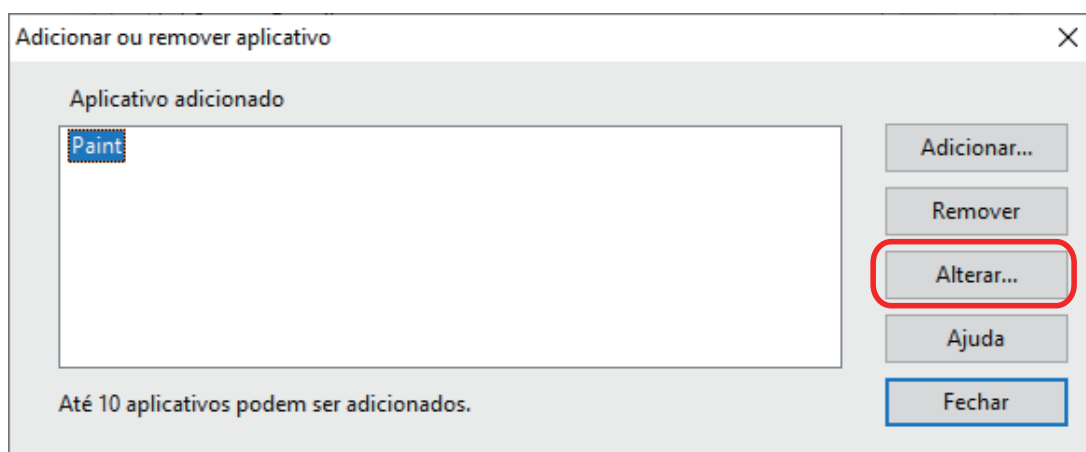 Adicionar ou remover aplicativo
Aplicativo adicionado
Paint
Adicionar...
Remover
Alterar...
Ajuda
Até 10 aplicativos podem ser adicionados.
Fechar